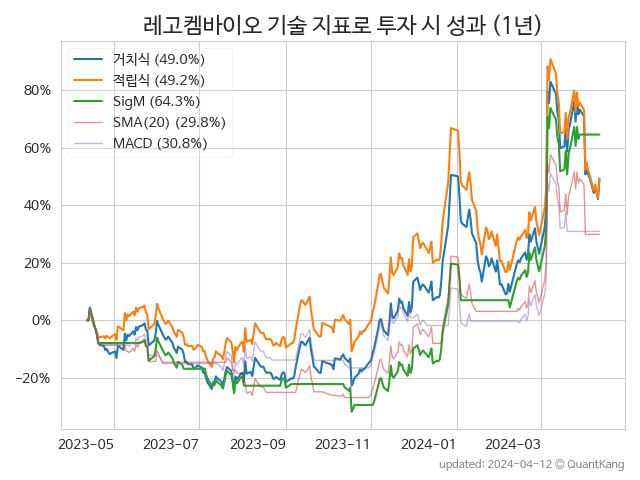 레고켐바이오 기술 지표로 투자 시 성과 (1년)
거치식 (49.0%)
적립식 (49.2%)
SigM (64.3%)
SMA(20) (29.8%)
MACD (30.8%)
80%
60%
40%
20%
0%
−20%
2023-05 2023-07 2023-09 2023-11 2024-01 2024-03
updated: 2024-04-12 © QuantKang